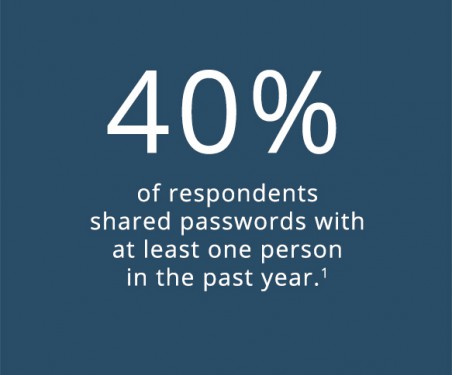 40%
of respondents
shared passwords with
at least one person
in the past year.¹